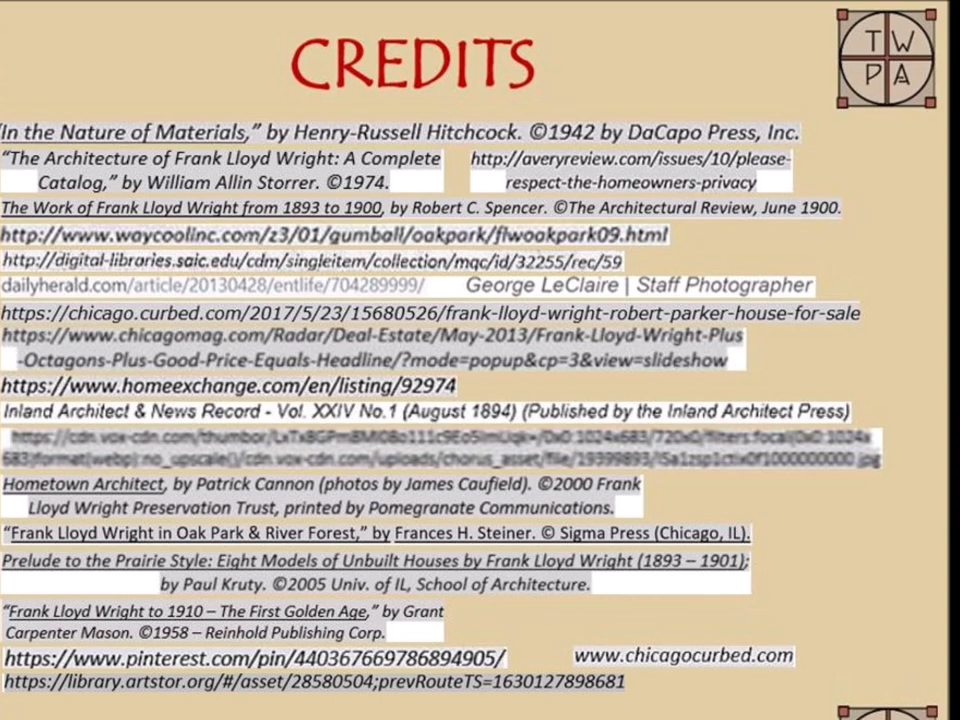 CREDITS
T W
P A
"In the Nature of Materials," by Henry-Russell Hitchcock. ©1942 by DaCapo Press, Inc.
"The Architecture of Frank Lloyd Wright: A Complete
Catalog," by William Allin Storrer. ©1974.
http://averyreview.com/issues/10/please-
respect-the-homeowners-privacy
The Work of Frank Lloyd Wright from 1893 to 1900, by Robert C. Spencer. ©The Architectural Review, June 1900.
http://www.waycoolinc.com/z3/01/gumball/oakpark/flwoakpark09.html
http://digital-libraries.saic.edu/cdm/singleitem/collection/mqc/id/32255/rec/59
dailyherald.com/article/20130428/entlife/704289999/ George LeClaire | Staff Photographer
https://chicago.curbed.com/2017/5/23/15680526/frank-lloyd-wright-robert-parker-house-for-sale
https://www.chicagomag.com/Radar/Deal-Estate/May-2013/Frank-Lloyd-Wright-Plus
-Octagons-Plus-Good-Price-Equals-Headline/?mode=popup&cp=3&view=slideshow
https://www.homeexchange.com/en/listing/92974
Inland Architect & News Record - Vol. XXIV No.1 (August 1894) (Published by the Inland Architect Press)
Hometown Architect, by Patrick Cannon (photos by James Caufield). ©2000 Frank
Lloyd Wright Preservation Trust, printed by Pomegranate Communications.
"Frank Lloyd Wright in Oak Park & River Forest," by Frances H. Steiner. © Sigma Press (Chicago, IL).
Prelude to the Prairie Style: Eight Models of Unbuilt Houses by Frank Lloyd Wright (1893 – 1901);
by Paul Kruty. ©2005 Univ. of IL, School of Architecture.
"Frank Lloyd Wright to 1910 – The First Golden Age," by Grant
Carpenter Mason. ©1958 – Reinhold Publishing Corp.
https://www.pinterest.com/pin/440367669786894905/ www.chicagocurbed.com
https://library.artstor.org/#/asset/28580504;prevRouteTS=1630127898681